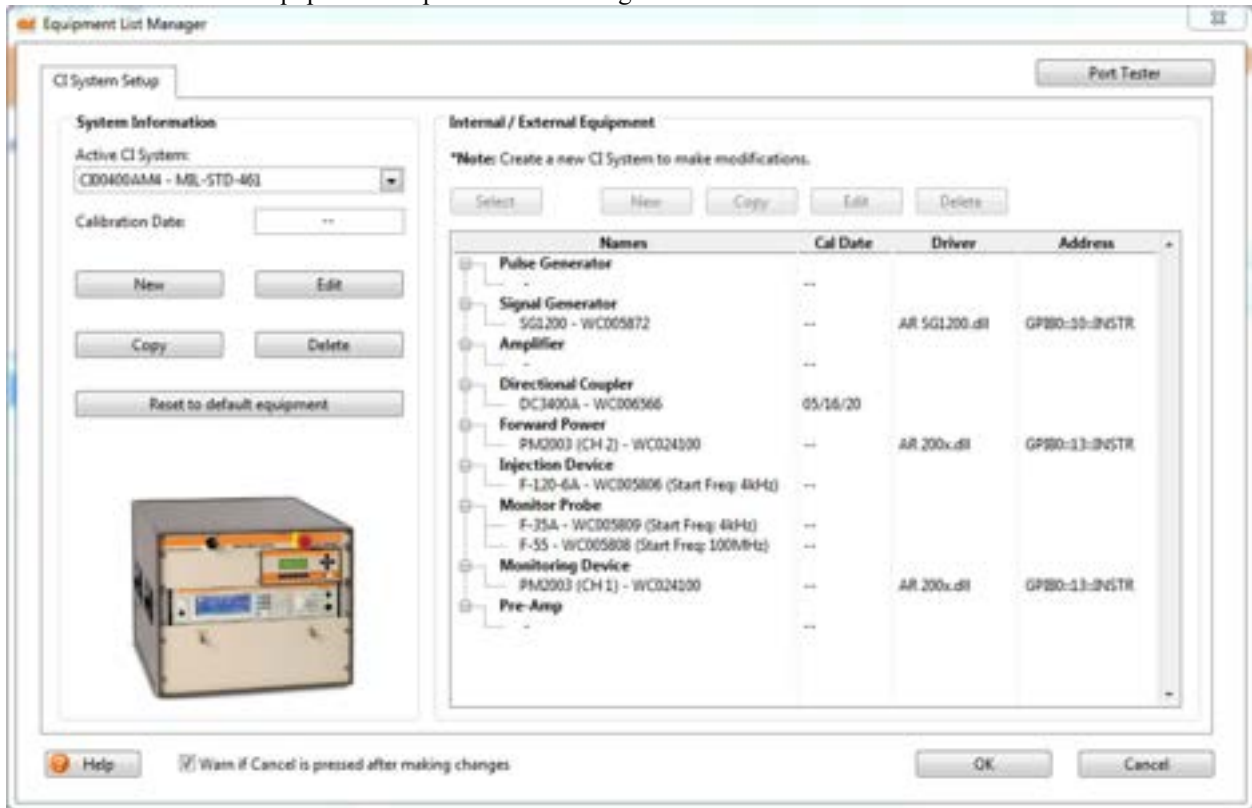 Equipment List Manager
CI System Setup
Port Tester
System Information
Active CI System:
CI00400AM4 - MIL-STD-461
Calibration Date:
--
New
Edit
Copy
Delete
Reset to default equipment
Internal / External Equipment
*Note: Create a new CI System to make modifications.
Select New Copy Edit Delete
Names Cal Date Driver Address
Pulse Generator
- --
Signal Generator
SG1200 - WC005872 -- AR SG1200.dll GPIB0::10::INSTR
Amplifier
- --
Directional Coupler
DC3400A - WC006566 05/16/20
Forward Power
PM2003 (CH 2) - WC024100 -- AR 200x.dll GPIB0::13::INSTR
Injection Device
F-120-6A - WC005806 (Start Freq: 4kHz) --
Monitor Probe
F-35A - WC005809 (Start Freq: 4kHz) --
F-55 - WC005808 (Start Freq: 100MHz) --
Monitoring Device
PM2003 (CH 1) - WC024100 -- AR 200x.dll GPIB0::13::INSTR
Pre-Amp
- --
Help
Warn if Cancel is pressed after making changes
OK
Cancel